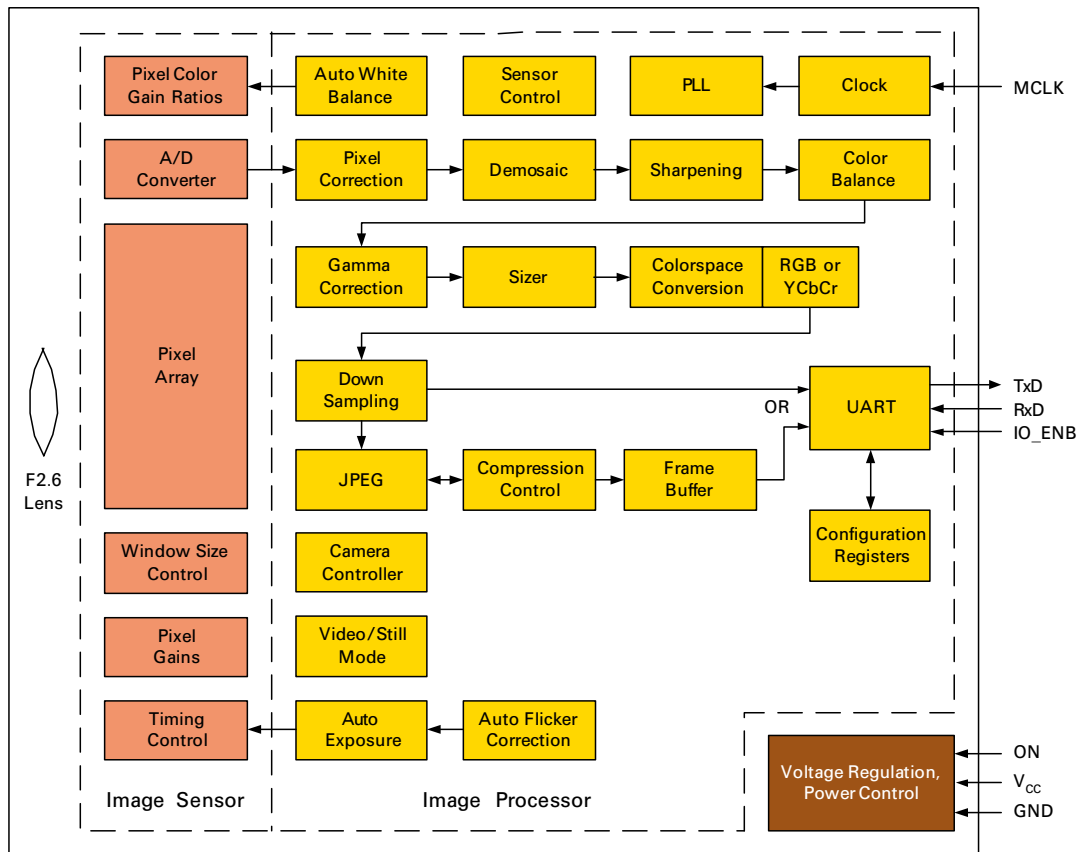 Pixel Color
Gain Ratios
Auto White
Balance
Sensor
Control
PLL
Clock
MCLK
A/D
Converter
Pixel
Correction
Demosaic
Sharpening
Color
Balance
Gamma
Correction
Sizer
Colorspace
Conversion
RGB or
YCbCr
Pixel
Array
F2.6
Lens
Down
Sampling
OR
UART
TxD
RxD
IO_ENB
JPEG
Compression
Control
Frame
Buffer
Configuration
Registers
Window Size
Control
Camera
Controller
Pixel
Gains
Video/Still
Mode
Timing
Control
Auto
Exposure
Auto Flicker
Correction
Voltage Regulation,
Power Control
ON
VCC
GND
Image Sensor
Image Processor